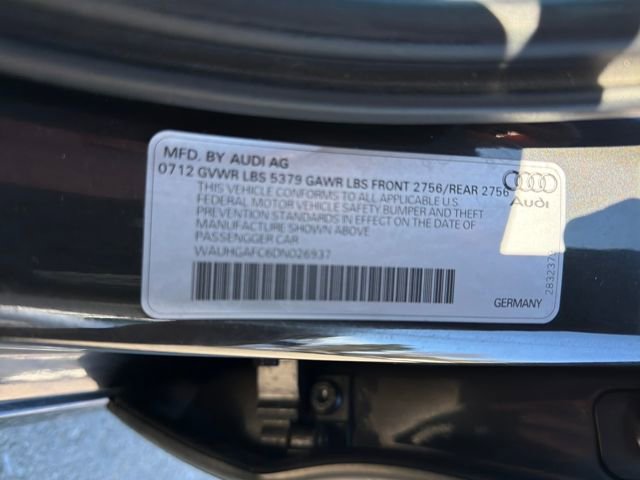 MFD. BY AUDI AG
0712 GVWR LBS 5379 GAWR LBS FRONT 2756/REAR 2756
THIS VEHICLE CONFORMS TO ALL APPLICABLE U.S.
FEDERAL MOTOR VEHICLE SAFETY BUMPER AND THEFT
PREVENTION STANDARDS IN EFFECT ON THE DATE OF
MANUFACTURE SHOWN ABOVE
PASSENGGER CAR
WAUHGAFC6DN026937
Audi
GERMANY